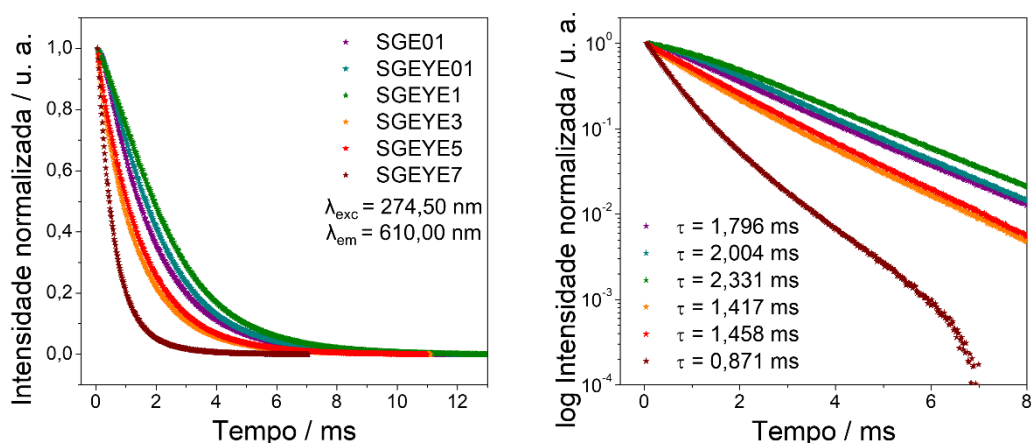 Intensidade normalizada / u. a.
1,0
0,8
0,6
0,4
0,2
0,0
SGE01
SGEYE01
SGEYE1
SGEYE3
SGEYE5
SGEYE7
λexc = 274,50 nm
λem = 610,00 nm
0 2 4 6 8 10 12
Tempo / ms
log Intensidade normalizada / u. a.
10⁰
10⁻¹
10⁻²
10⁻³
10⁻⁴
τ = 1,796 ms
τ = 2,004 ms
τ = 2,331 ms
τ = 1,417 ms
τ = 1,458 ms
τ = 0,871 ms
0 2 4 6 8
Tempo / ms